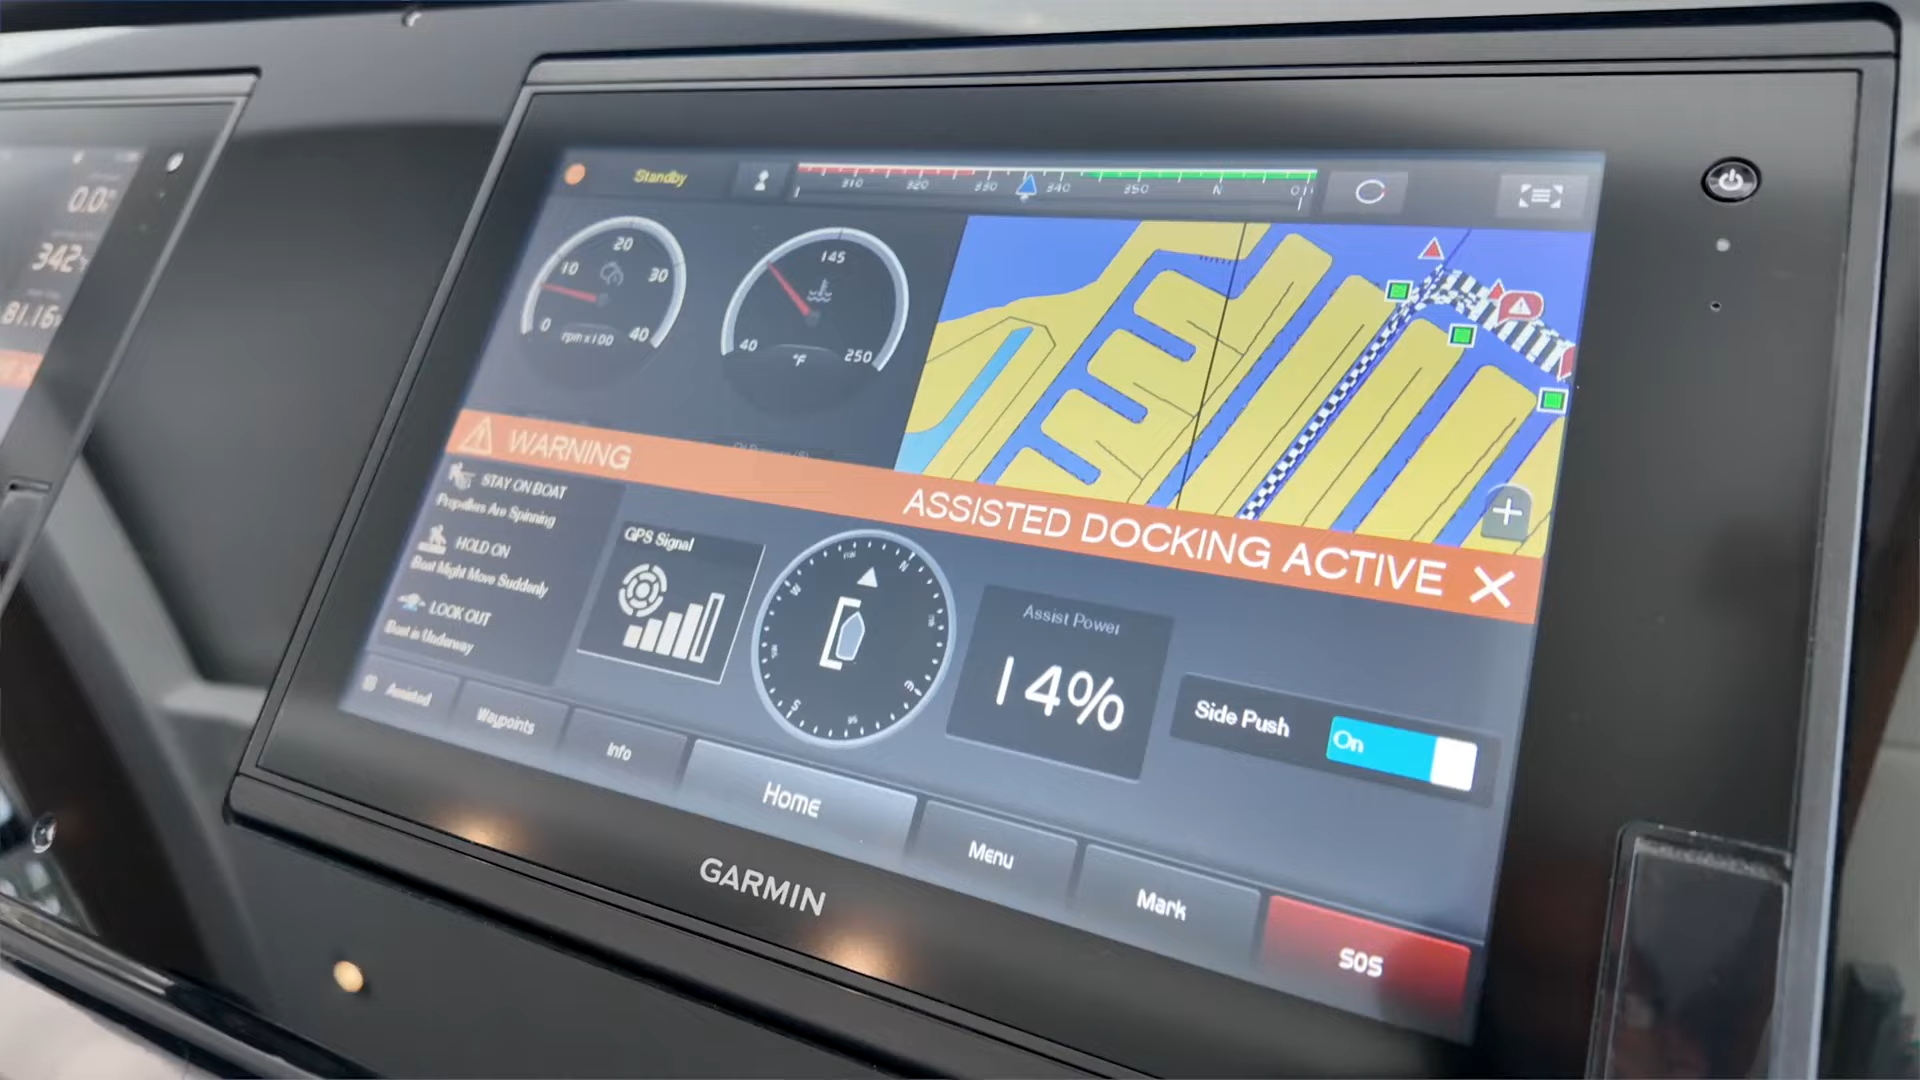 Standby
310 320 330 340 350 N 01
0.0
342
81.16
0 10 20 30 40
rpm x100
40 145 250
°F
WARNING
ASSISTED DOCKING ACTIVE
STAY ON BOAT
Propellers Are Spinning
HOLD ON
Boat Might Move Suddenly
LOOK OUT
Boat is Underway
GPS Signal
N
E
S
W
Assist Power
14%
Side Push
On
Assisted
Waypoints
Info
Home
Menu
Mark
SOS
GARMIN